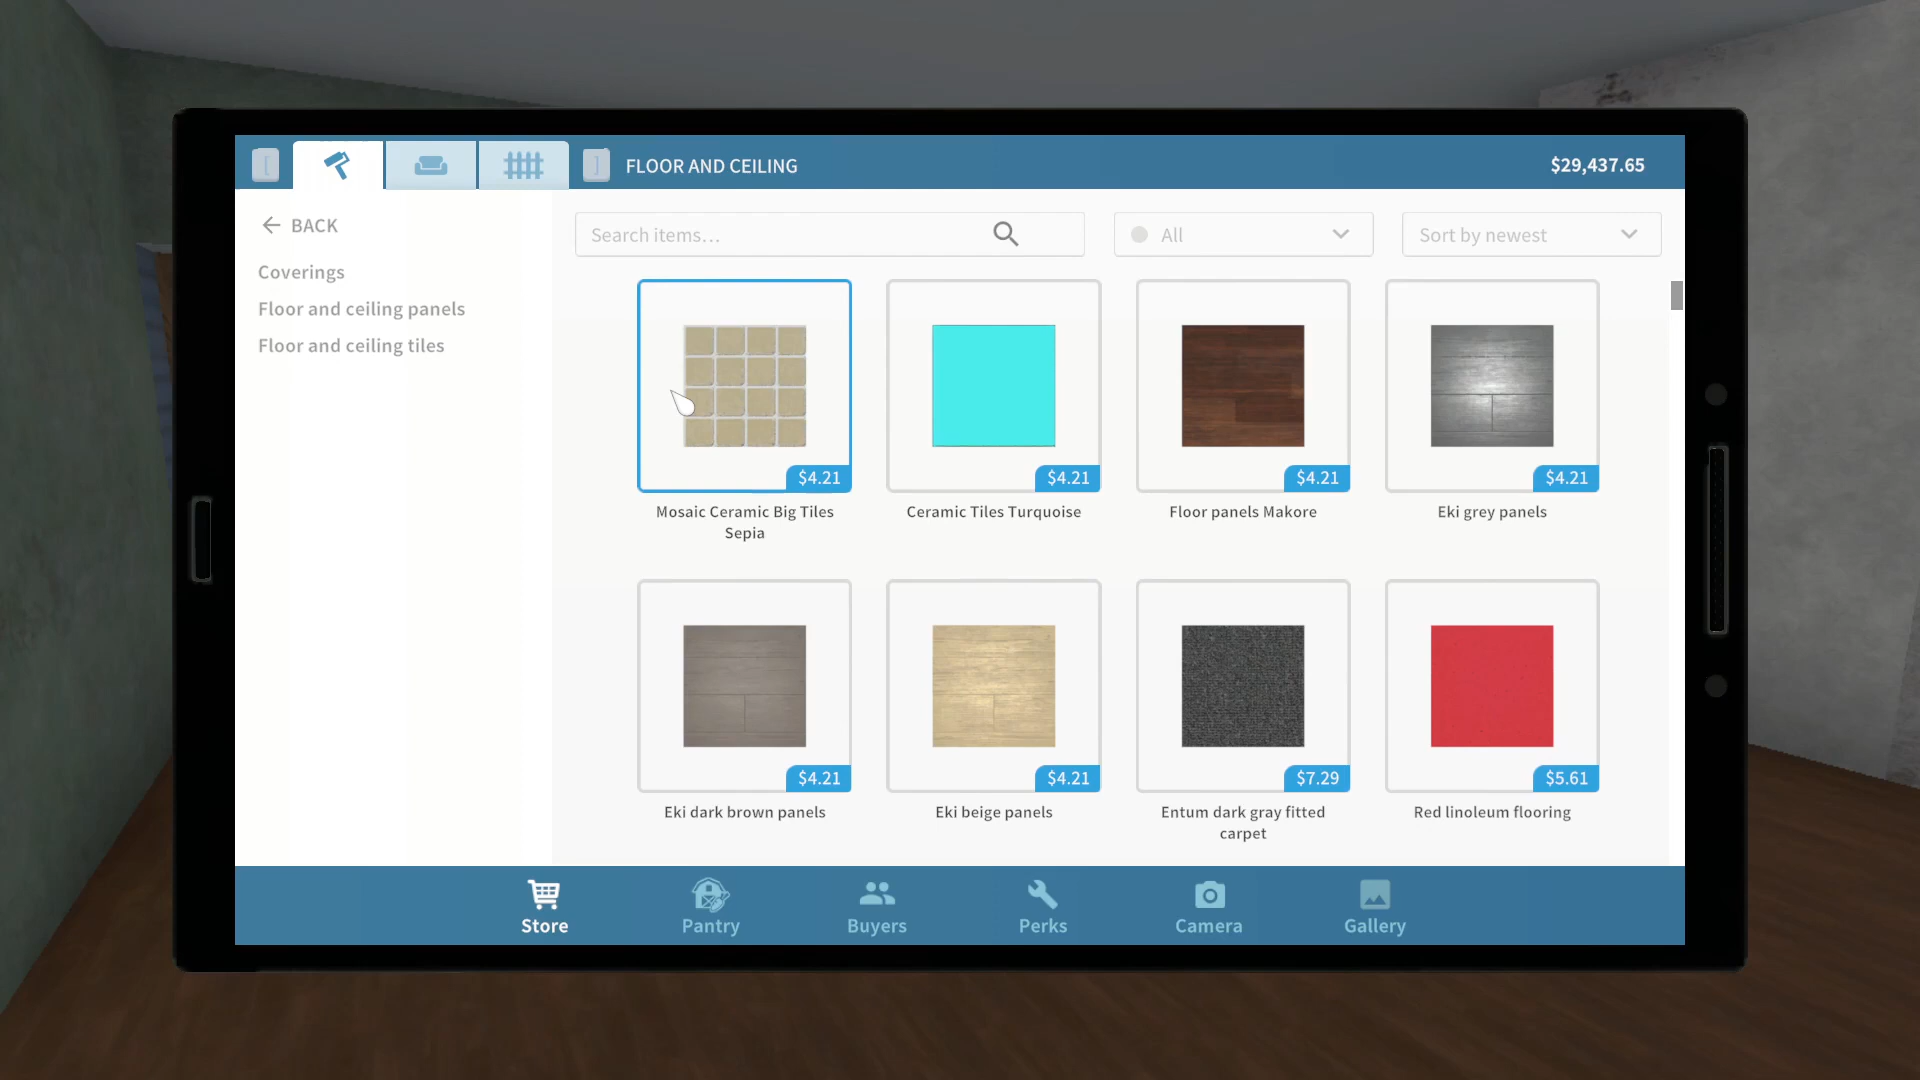 [
]
FLOOR AND CEILING
$29,437.65
BACK
Coverings
Floor and ceiling panels
Floor and ceiling tiles
Search items...
All
Sort by newest
$4.21
$4.21
$4.21
$4.21
Mosaic Ceramic Big Tiles
Sepia
Ceramic Tiles Turquoise
Floor panels Makore
Eki grey panels
$4.21
$4.21
$7.29
$5.61
Eki dark brown panels
Eki beige panels
Entum dark gray fitted
carpet
Red linoleum flooring
Store
Pantry
Buyers
Perks
Camera
Gallery